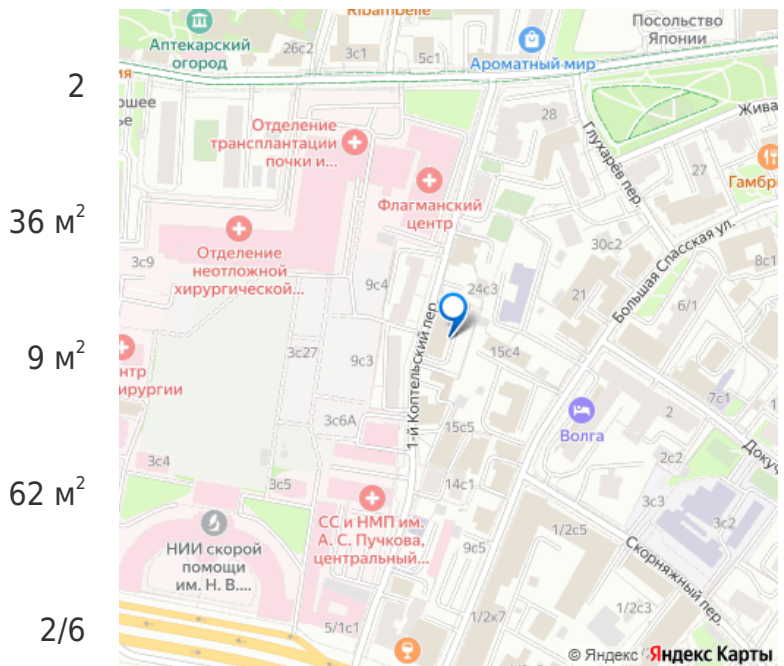 2
36 м²
9 м²
62 м²
2/6
Ribambelle
Аптекарский
огород
26с2
3с1
5с1
Ароматный мир
Посольство
Японии
Отделение
трансплантации
почки и...
Флагманский
центр
28
Глухарёв пер.
27
Отделение
неотложной
хирургической...
3с9
9с4
24с3
30с2
21
Большая Спасская ул.
6/1
8с1
1-й Коптельский пер.
3с27
9с3
15с4
7с1
3с6А
Волга
2
15с5
2с2
3с4
3с5
14с1
3с3
3с2
НИИ скорой
помощи
им. Н. В....
СС и НМП им.
А. С. Пучкова,
центральный...
9с5
1/2с5
Скорняжный пер.
5/1с1
1/2к7
1/2с3
© Яндекс
Яндекс Карты